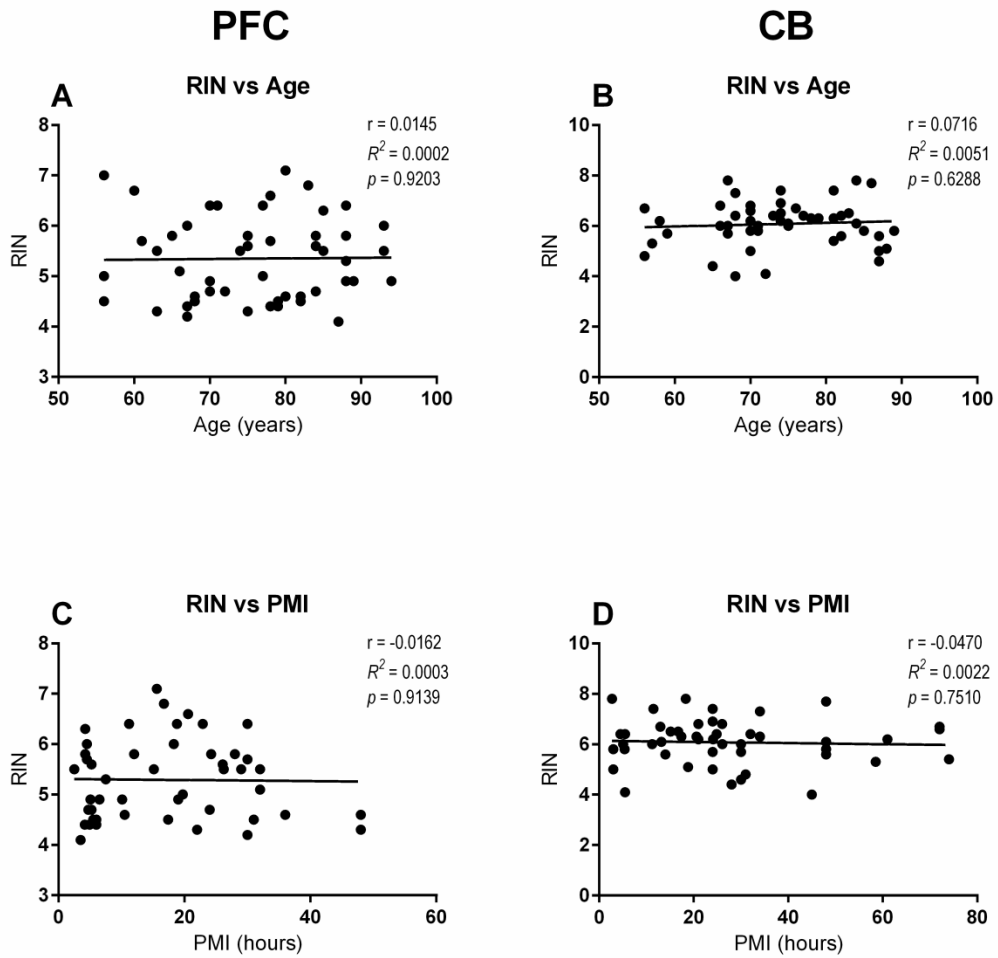 PFC
CB
A
RIN vs Age
r = 0.0145
R² = 0.0002
p = 0.9203
8
7
6
5
4
3
RIN
50
60
70
80
90
100
Age (years)
B
RIN vs Age
r = 0.0716
R² = 0.0051
p = 0.6288
10
8
6
4
2
0
RIN
50
60
70
80
90
100
Age (years)
C
RIN vs PMI
r = -0.0162
R² = 0.0003
p = 0.9139
8
7
6
5
4
3
RIN
0
20
40
60
PMI (hours)
D
RIN vs PMI
r = -0.0470
R² = 0.0022
p = 0.7510
10
8
6
4
2
0
RIN
0
20
40
60
80
PMI (hours)